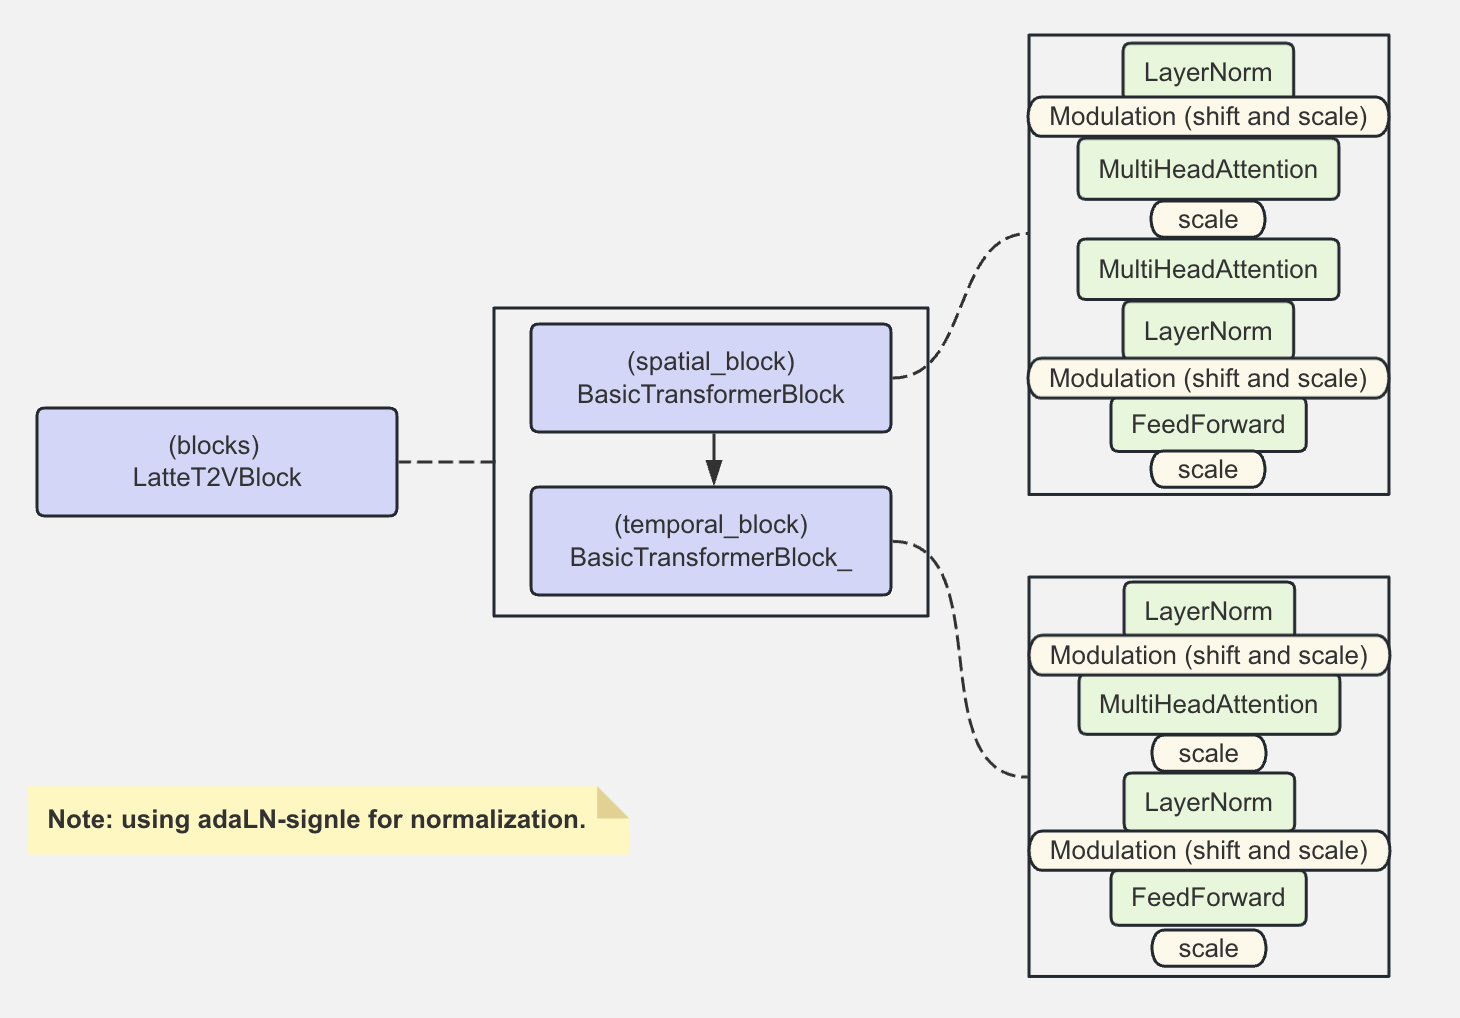 (blocks)
LatteT2VBlock
(spatial_block)
BasicTransformerBlock
(temporal_block)
BasicTransformerBlock_
LayerNorm
Modulation (shift and scale)
MultiHeadAttention
scale
MultiHeadAttention
LayerNorm
Modulation (shift and scale)
FeedForward
scale
LayerNorm
Modulation (shift and scale)
MultiHeadAttention
scale
LayerNorm
Modulation (shift and scale)
FeedForward
scale
Note: using adaLN-signle for normalization.